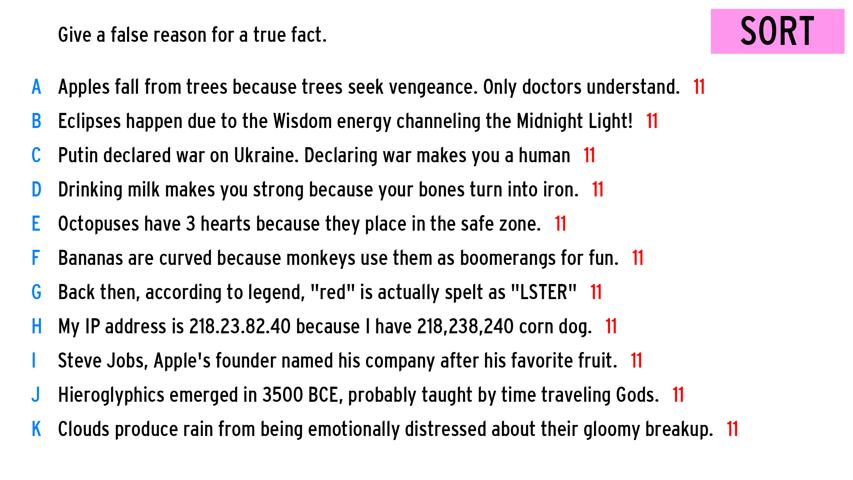 Give a false reason for a true fact.
SORT
A Apples fall from trees because trees seek vengeance. Only doctors understand. 11
B Eclipses happen due to the Wisdom energy channeling the Midnight Light! 11
C Putin declared war on Ukraine. Declaring war makes you a human 11
D Drinking milk makes you strong because your bones turn into iron. 11
E Octopuses have 3 hearts because they place in the safe zone. 11
F Bananas are curved because monkeys use them as boomerangs for fun. 11
G Back then, according to legend, "red" is actually spelt as "LSTER" 11
H My IP address is 218.23.82.40 because I have 218,238,240 corn dog. 11
I Steve Jobs, Apple's founder named his company after his favorite fruit. 11
J Hieroglyphics emerged in 3500 BCE, probably taught by time traveling Gods. 11
K Clouds produce rain from being emotionally distressed about their gloomy breakup. 11